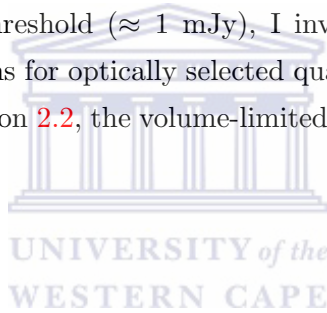 reshold (≈ 1 mJy), I inv
ns for optically selected qua
on 2.2, the volume-limited
UNIVERSITY of the
WESTERN CAPE